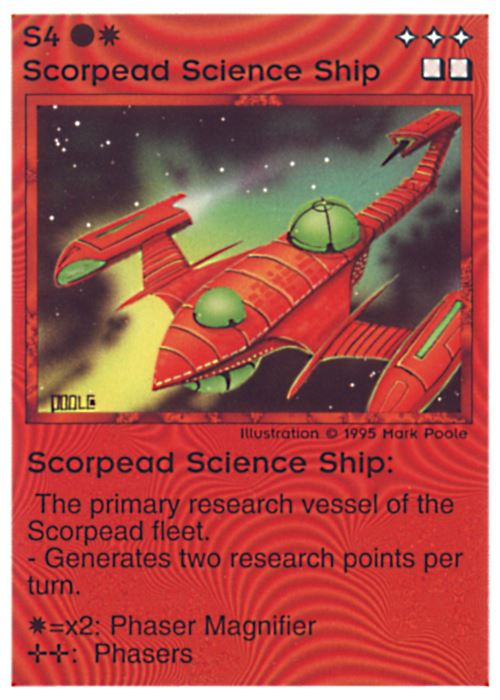 S4 ●✷
Scorpead Science Ship
POOLE
Illustration © 1995 Mark Poole
Scorpead Science Ship:
The primary research vessel of the
Scorpead fleet.
- Generates two research points per
turn.
✷=x2: Phaser Magnifier
✢✢: Phasers